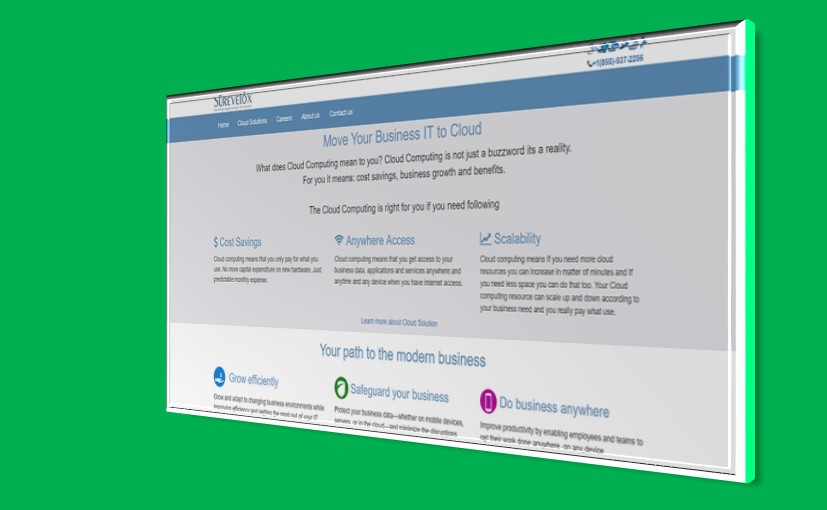 SUREVELOX
+1(855)-837-2256
Home Cloud Solutions Careers About us Contact us
Move Your Business IT to Cloud
What does Cloud Computing mean to you? Cloud Computing is not just a buzzword its a reality.
For you it means: cost savings, business growth and benefits.
The Cloud Computing is right for you if you need following
Cost Savings
Cloud computing means that you only pay for what you
use. No more capital expenditure on new hardware. Just
predictable monthly expense.
Anywhere Access
Cloud computing means that you get access to your
business data, applications and services anywhere and
anytime and any device when you have internet access.
Scalability
Cloud computing means if you need more cloud
resources you can increase in matter of minutes and if
you need less space you can do that too. Your Cloud
computing resource can scale up and down according to
your business need and you really pay what use.
Learn more about Cloud Solution
Your path to the modern business
Grow efficiently
Grow and adapt to changing business environments while
improving efficiency and getting the most out of your IT
Safeguard your business
Protect your business data—whether on mobile devices,
servers, or in the cloud—and minimize the disruptions
Do business anywhere
Improve productivity by enabling employees and teams to
get their work done anywhere, on any device